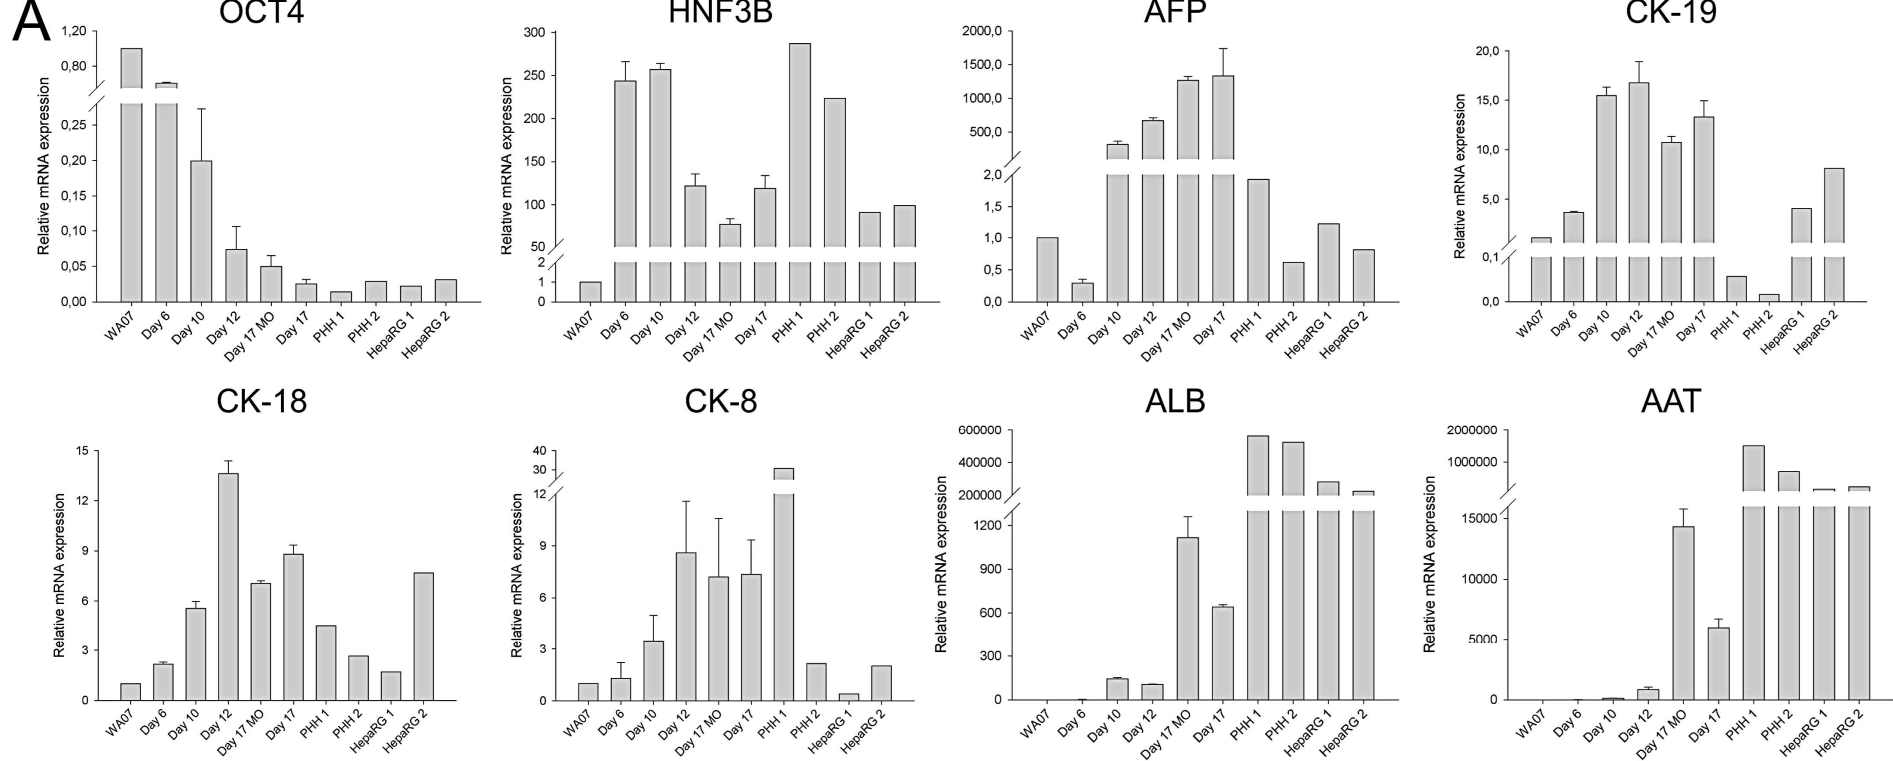 A
OCT4
Relative mRNA expression
1,20
0,80
0,25
0,20
0,15
0,10
0,05
0,00
WA07
Day 6
Day 10
Day 12
Day 17 MO
Day 17
PHH 1
PHH 2
HepaRG 1
HepaRG 2
HNF3B
Relative mRNA expression
300
250
200
150
100
50
2
1
0
WA07
Day 6
Day 10
Day 12
Day 17 MO
Day 17
PHH 1
PHH 2
HepaRG 1
HepaRG 2
AFP
Relative mRNA expression
2000,0
1500,0
1000,0
500,0
2,0
1,5
1,0
0,5
0,0
WA07
Day 6
Day 10
Day 12
Day 17 MO
Day 17
PHH 1
PHH 2
HepaRG 1
HepaRG 2
CK-19
Relative mRNA expression
20,0
15,0
10,0
5,0
0,1
0,0
WA07
Day 6
Day 10
Day 12
Day 17 MO
Day 17
PHH 1
PHH 2
HepaRG 1
HepaRG 2
CK-18
Relative mRNA expression
15
12
9
6
3
0
WA07
Day 6
Day 10
Day 12
Day 17 MO
Day 17
PHH 1
PHH 2
HepaRG 1
HepaRG 2
CK-8
Relative mRNA expression
40
30
12
9
6
3
0
WA07
Day 6
Day 10
Day 12
Day 17 MO
Day 17
PHH 1
PHH 2
HepaRG 1
HepaRG 2
ALB
Relative mRNA expression
600000
400000
200000
1200
900
600
300
0
WA07
Day 6
Day 10
Day 12
Day 17 MO
Day 17
PHH 1
PHH 2
HepaRG 1
HepaRG 2
AAT
Relative mRNA expression
2000000
1000000
15000
10000
5000
0
WA07
Day 6
Day 10
Day 12
Day 17 MO
Day 17
PHH 1
PHH 2
HepaRG 1
HepaRG 2